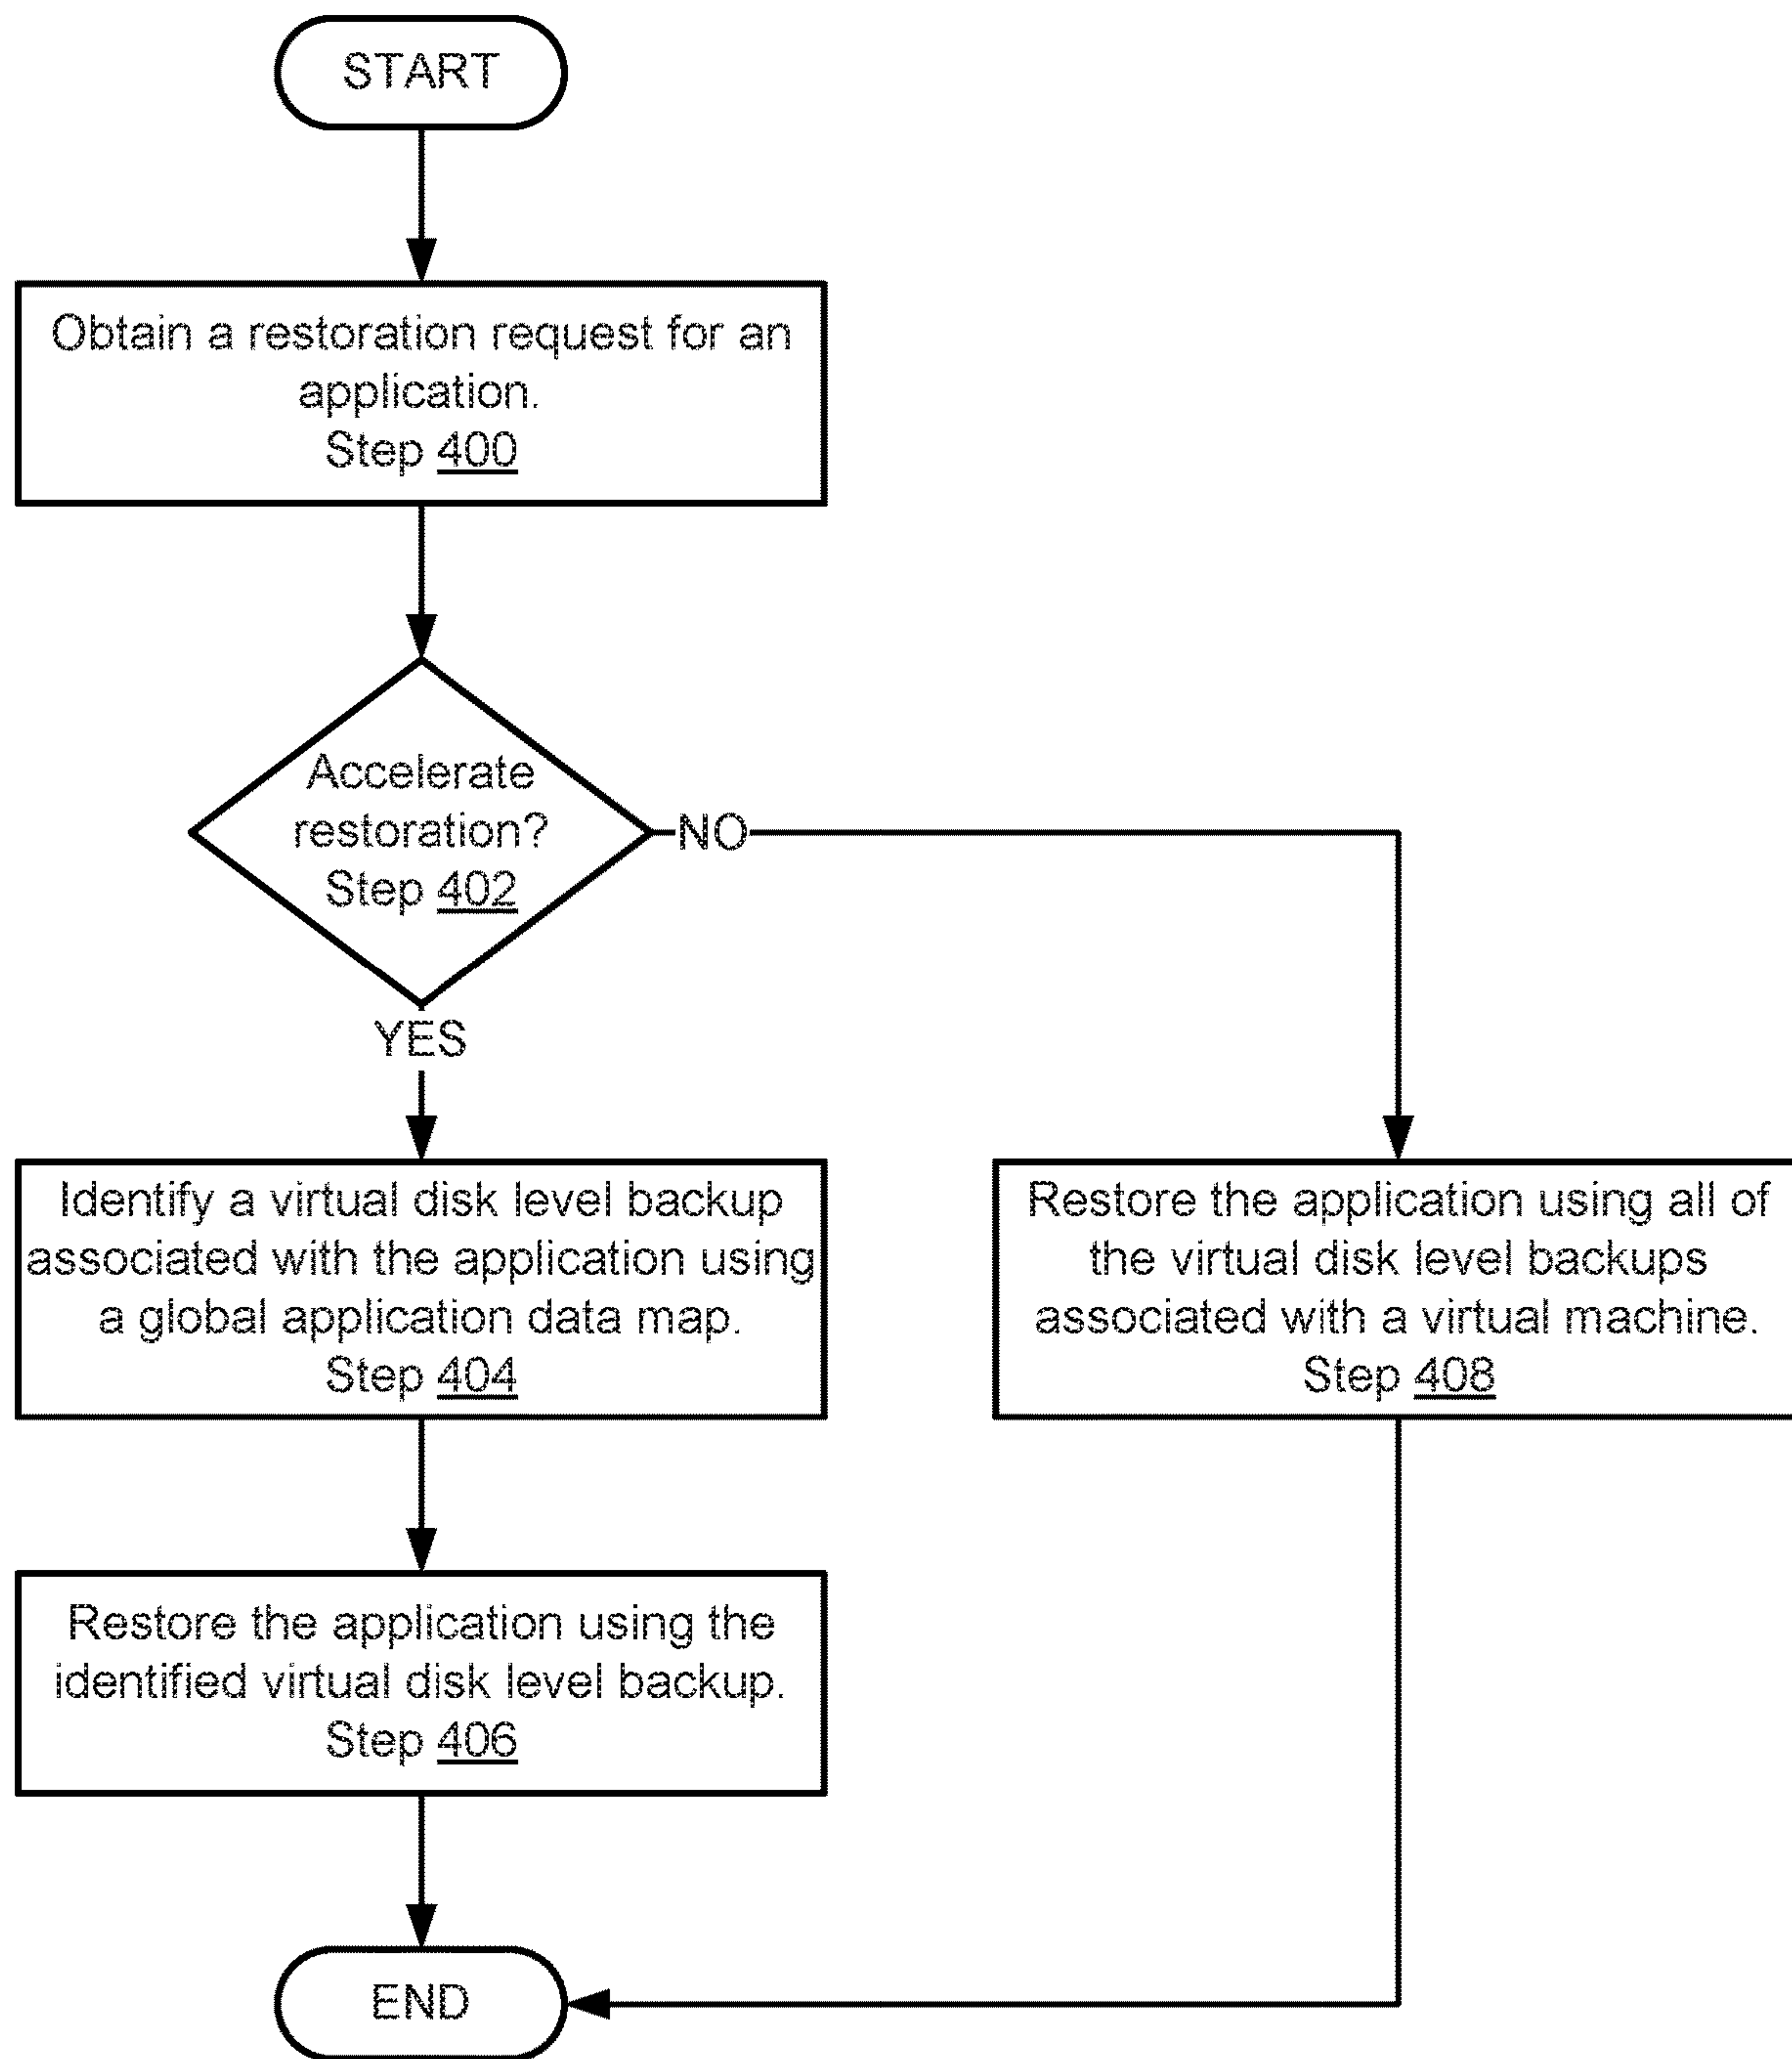 START
Obtain a restoration request for an
application.
Step 400
Accelerate
restoration?
Step 402
NO
YES
Identify a virtual disk level backup
associated with the application using
a global application data map.
Step 404
Restore the application using all of
the virtual disk level backups
associated with a virtual machine.
Step 408
Restore the application using the
identified virtual disk level backup.
Step 406
END